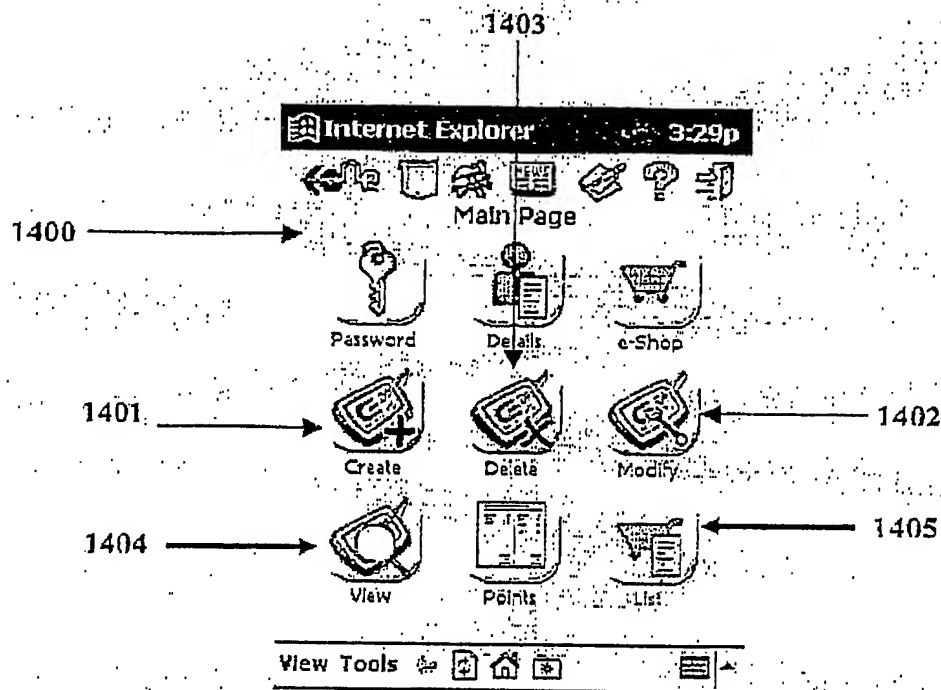 1403
Internet Explorer 3:29p
NEWS
Main Page
1400
Password Details e-Shop
1401 1402
Create Delete Modify
1404 1405
View Points List
View Tools